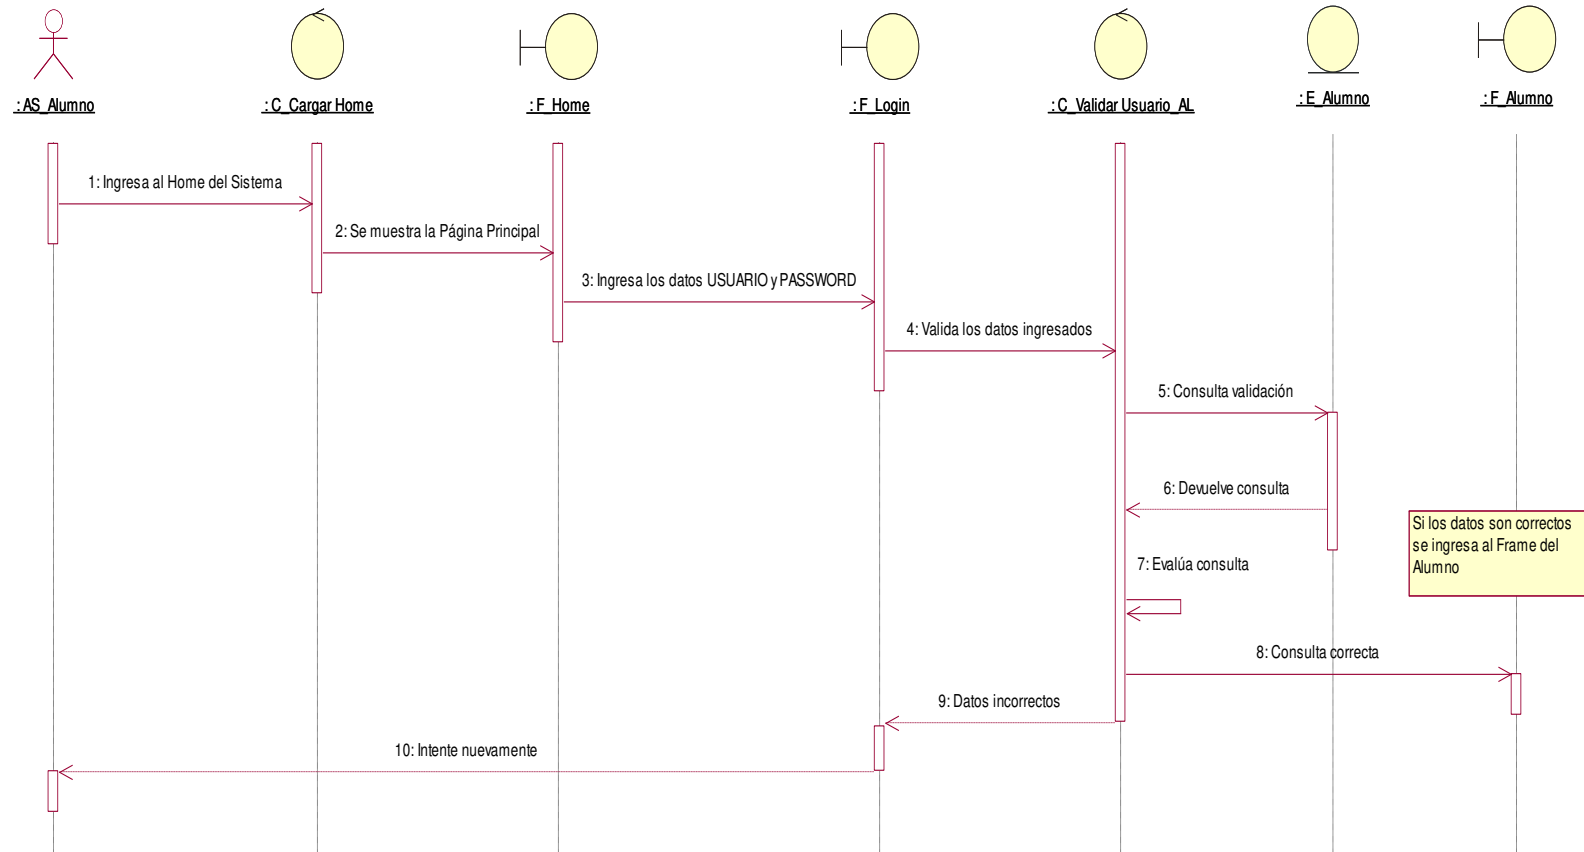 : AS_Alumno
: C_Cargar Home
: F_Home
: F_Login
: C_Validar Usuario_AL
: E_Alumno
: F_Alumno
1: Ingresa al Home del Sistema
2: Se muestra la Página Principal
3: Ingresa los datos USUARIO y PASSWORD
4: Valida los datos ingresados
5: Consulta validación
6: Devuelve consulta
Si los datos son correctos
se ingresa al Frame del
Alumno
7: Evalúa consulta
8: Consulta correcta
9: Datos incorrectos
10: Intente nuevamente